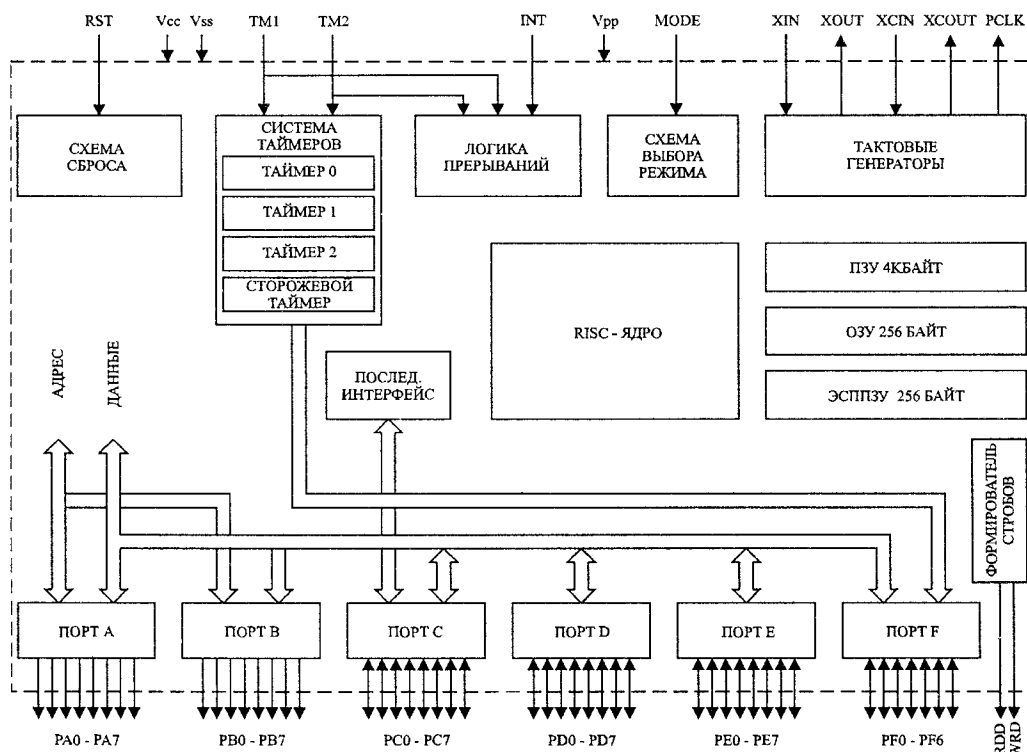 RST Vcc Vss TM1 TM2 INT Vpp MODE XIN XOUT XCIN XCOUT PCLK
СХЕМА
СБРОСА
СИСТЕМА
ТАЙМЕРОВ
ТАЙМЕР 0
ТАЙМЕР 1
ТАЙМЕР 2
СТОРОЖЕВОЙ
ТАЙМЕР
ЛОГИКА
ПРЕРЫВАНИЙ
СХЕМА
ВЫБОРА
РЕЖИМА
ТАКТОВЫЕ
ГЕНЕРАТОРЫ
RISC - ЯДРО
ПЗУ 4КБАЙТ
ОЗУ 256 БАЙТ
ЭСППЗУ 256 БАЙТ
АДРЕС
ДАННЫЕ
ПОСЛЕД.
ИНТЕРФЕЙС
ФОРМИРОВАТЕЛЬ
СТРОБОВ
ПОРТ A
ПОРТ B
ПОРТ C
ПОРТ D
ПОРТ E
ПОРТ F
PA0 - PA7
PB0 - PB7
PC0 - PC7
PD0 - PD7
PE0 - PE7
PF0 - PF6